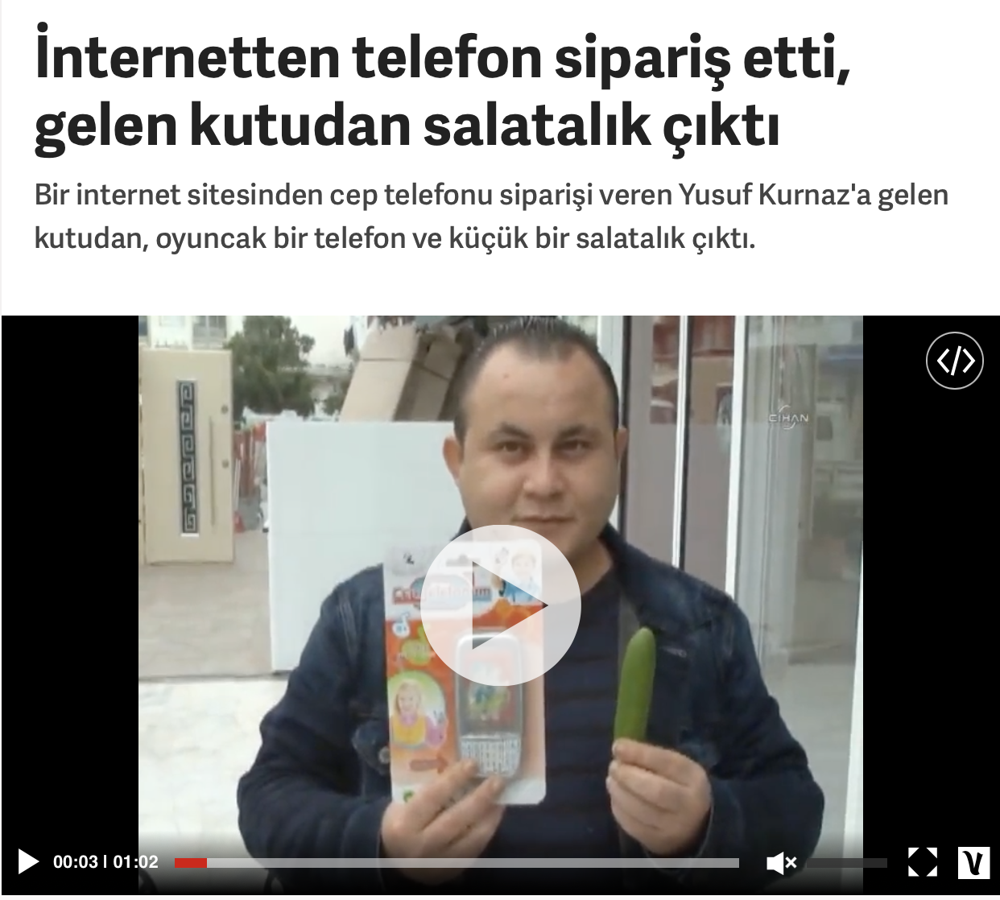 İnternetten telefon sipariş etti,
gelen kutudan salatalık çıktı
Bir internet sitesinden cep telefonu siparişi veren Yusuf Kurnaz'a gelen
kutudan, oyuncak bir telefon ve küçük bir salatalık çıktı.
CİHAN
00:03 | 01:02